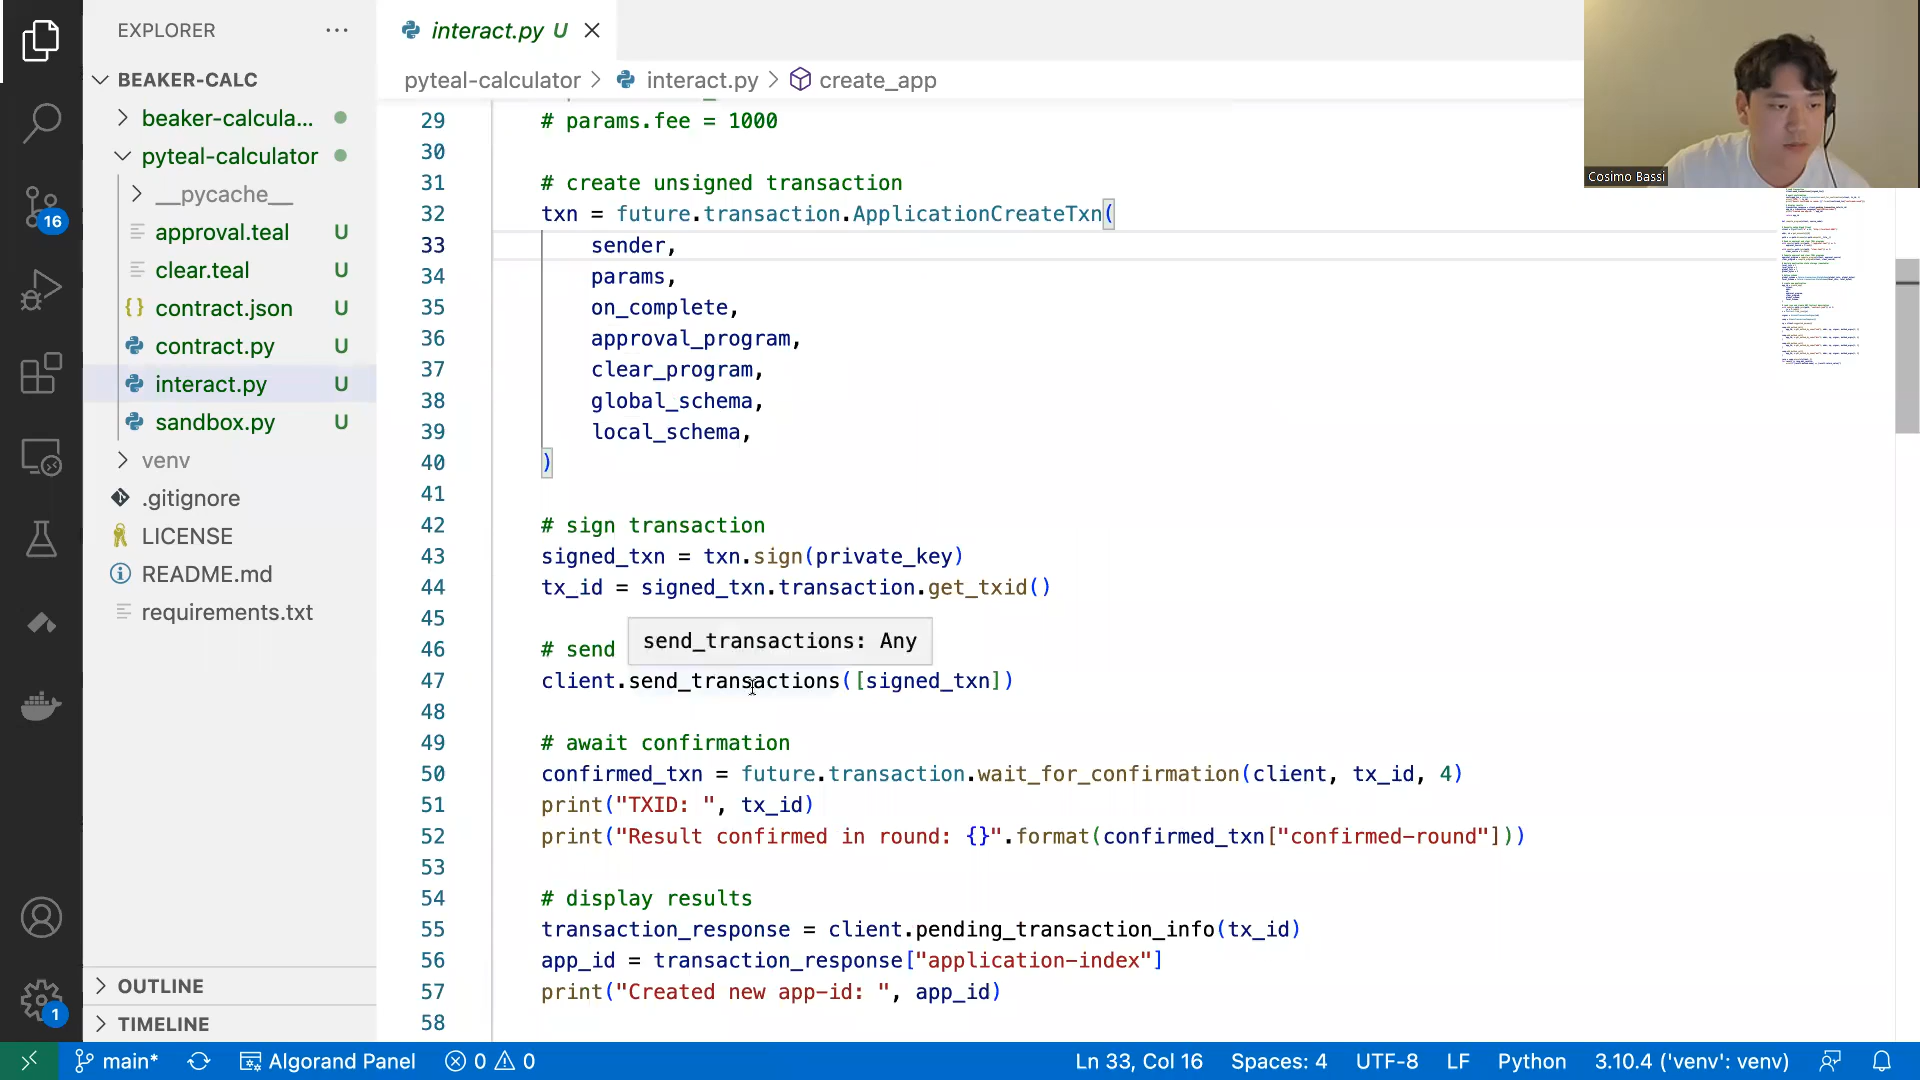 EXPLORER
BEAKER-CALC
beaker-calcula...
pyteal-calculator
__pycache__
approval.teal U
clear.teal U
contract.json U
contract.py U
interact.py U
sandbox.py U
venv
.gitignore
LICENSE
README.md
requirements.txt
OUTLINE
TIMELINE
16
1
interact.py U
pyteal-calculator > interact.py > create_app
Cosimo Bassi
29 # params.fee = 1000
30
31 # create unsigned transaction
32 txn = future.transaction.ApplicationCreateTxn(
33 sender,
34 params,
35 on_complete,
36 approval_program,
37 clear_program,
38 global_schema,
39 local_schema,
40 )
41
42 # sign transaction
43 signed_txn = txn.sign(private_key)
44 tx_id = signed_txn.transaction.get_txid()
45
send_transactions: Any
46 # send
47 client.send_transactions([signed_txn])
48
49 # await confirmation
50 confirmed_txn = future.transaction.wait_for_confirmation(client, tx_id, 4)
51 print("TXID: ", tx_id)
52 print("Result confirmed in round: {}".format(confirmed_txn["confirmed-round"]))
53
54 # display results
55 transaction_response = client.pending_transaction_info(tx_id)
56 app_id = transaction_response["application-index"]
57 print("Created new app-id: ", app_id)
58
main* Algorand Panel 0 0 Ln 33, Col 16 Spaces: 4 UTF-8 LF Python 3.10.4 ('venv': venv)